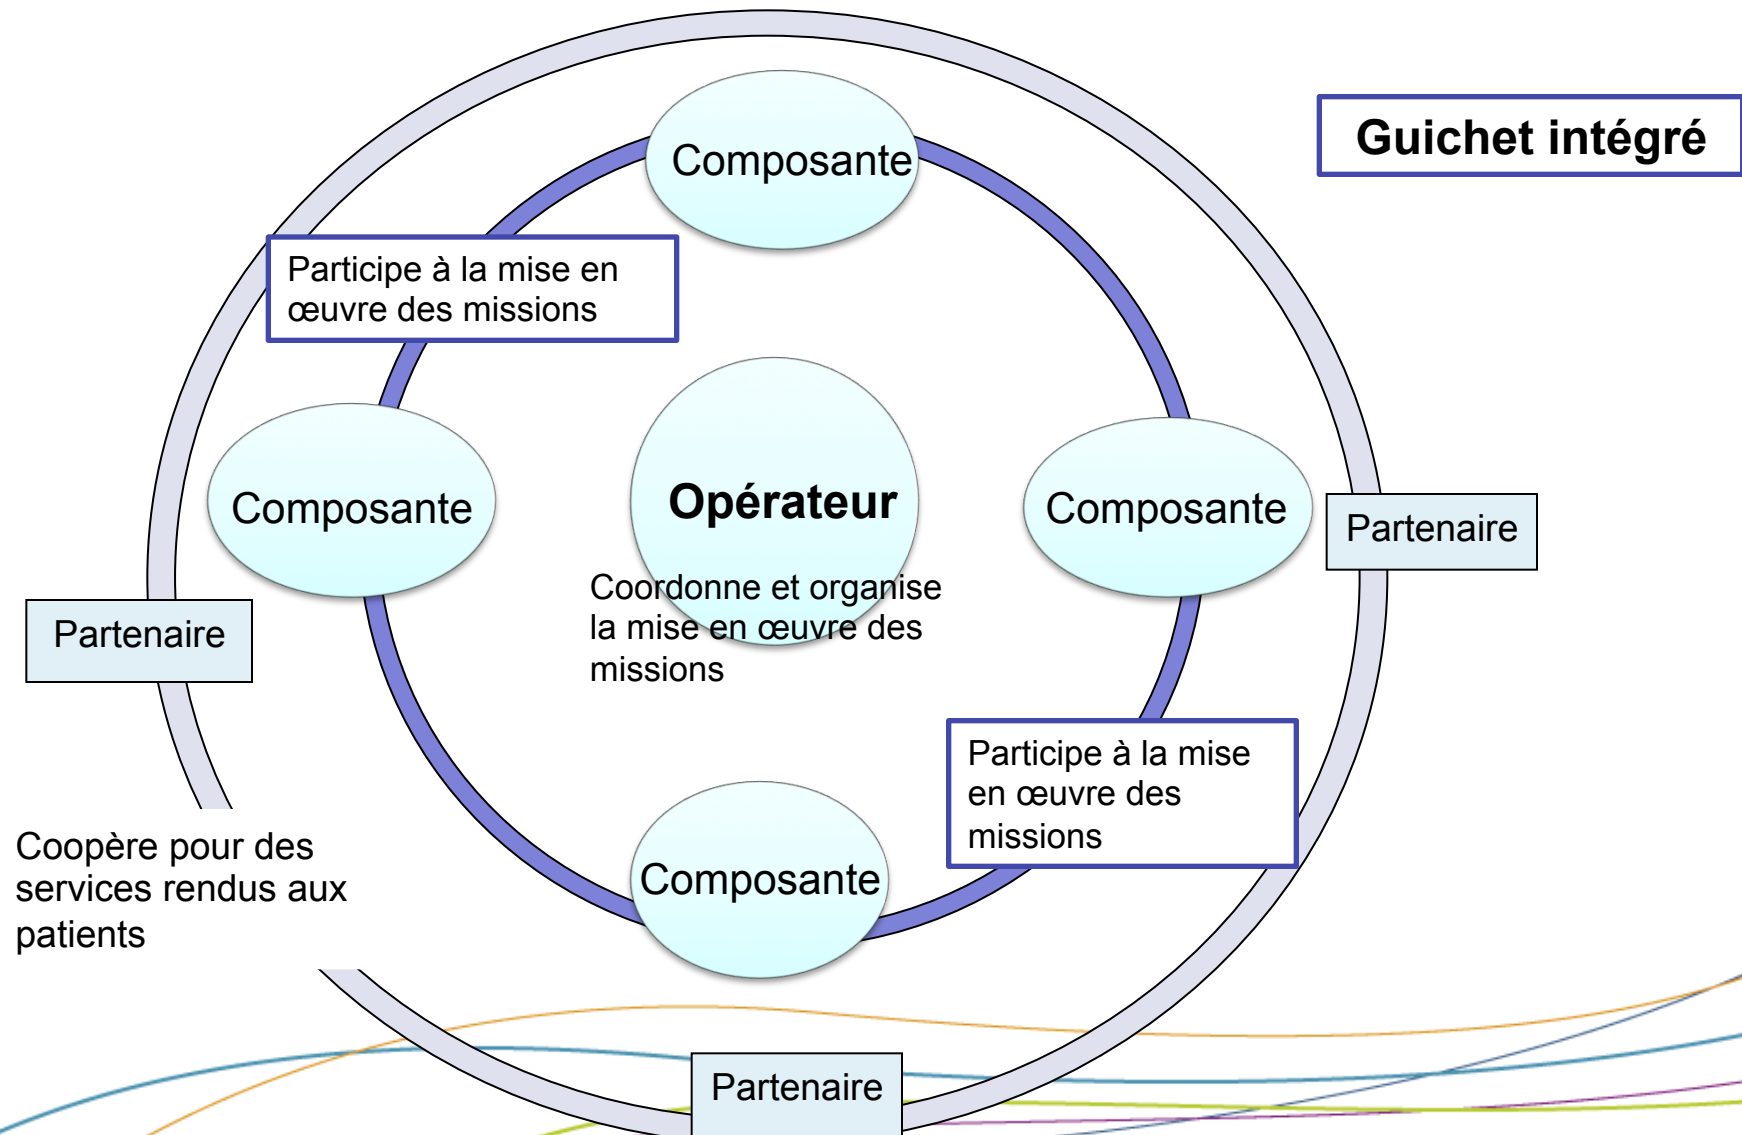 Guichet intégré
Composante
Participe à la mise en
œuvre des missions
Composante
Opérateur
Coordonne et organise
la mise en œuvre des
missions
Composante
Partenaire
Partenaire
Participe à la mise
en œuvre des
missions
Composante
Coopère pour des
services rendus aux
patients
Partenaire